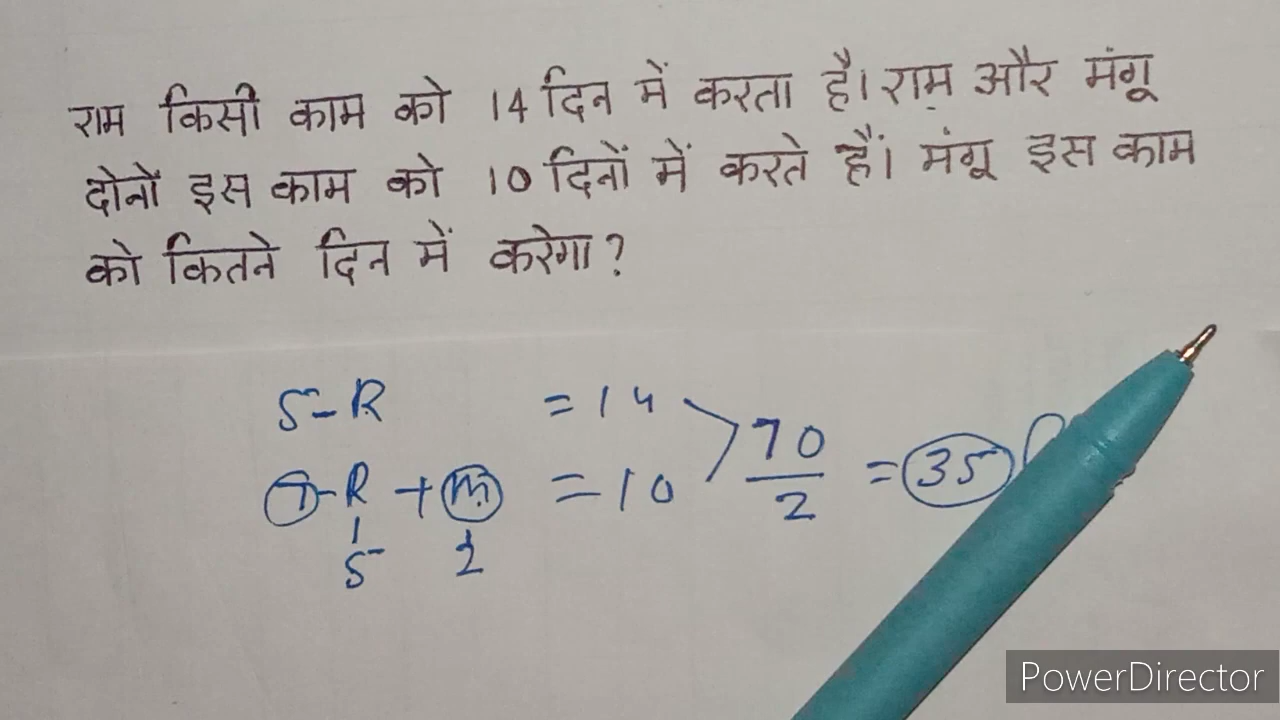 राम किसी काम को 14 दिन में करता है। राम और मंगू
दोनों इस काम को 10 दिनों में करते हैं। मंगू इस काम
को कितने दिन में करेगा?
5-R = 14
7-R + m = 10
70
2
= 35
5 2
PowerDirector